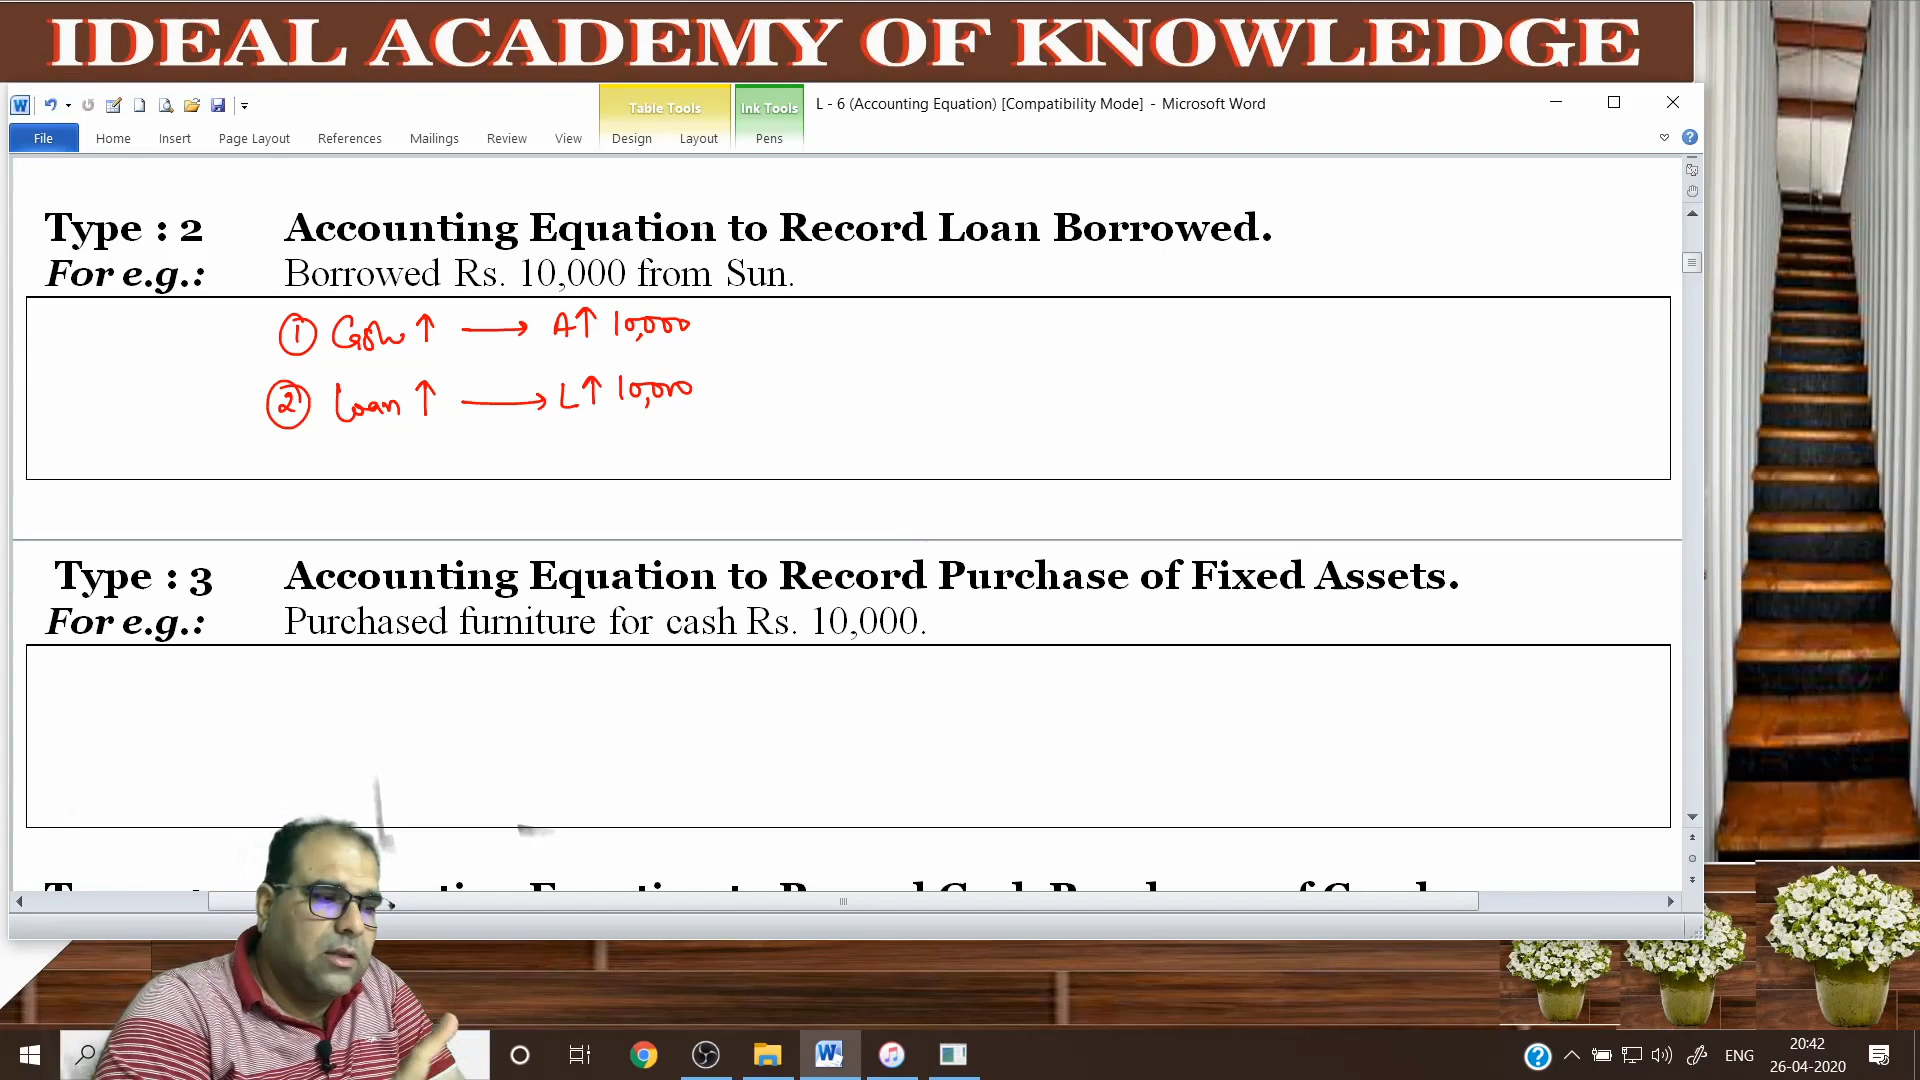 IDEAL ACADEMY OF KNOWLEDGE
Table Tools
Ink Tools
L - 6 (Accounting Equation) [Compatibility Mode] - Microsoft Word
File Home Insert Page Layout References Mailings Review View Design Layout Pens
Type : 2 Accounting Equation to Record Loan Borrowed.
For e.g.: Borrowed Rs. 10,000 from Sun.
① Cash ↑ → A↑ 10,000
② Loan ↑ → L↑ 10,000
Type : 3 Accounting Equation to Record Purchase of Fixed Assets.
For e.g.: Purchased furniture for cash Rs. 10,000.
ENG
20:42
26-04-2020